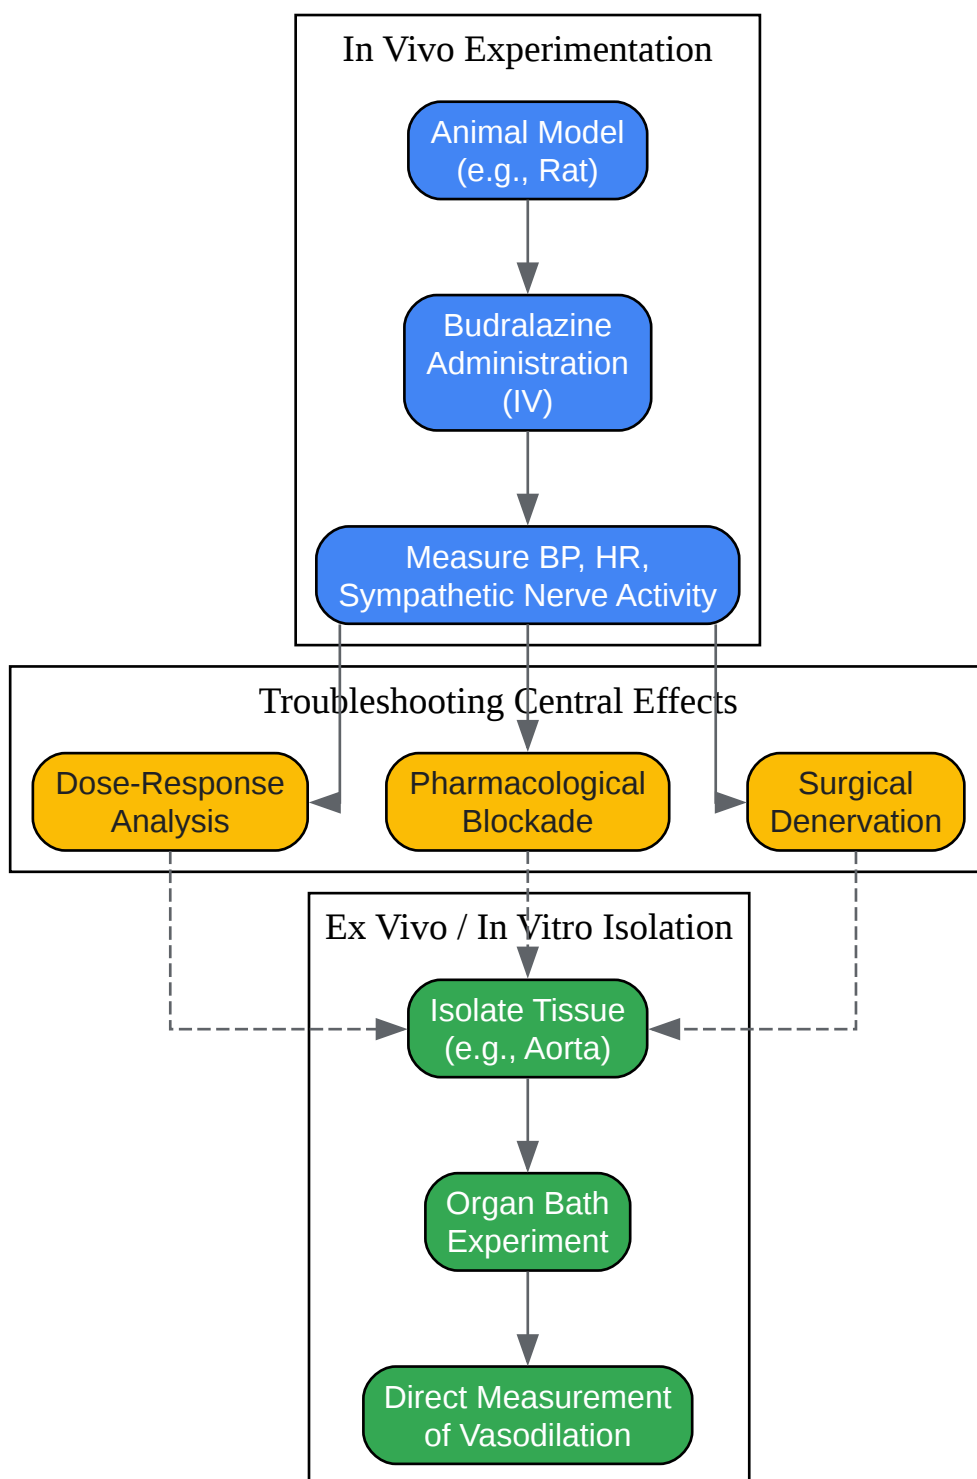 In Vivo Experimentation
Animal Model
(e.g., Rat)
Budralazine
Administration
(IV)
Measure BP, HR,
Sympathetic Nerve Activity
Troubleshooting Central Effects
Dose-Response
Analysis
Pharmacological
Blockade
Surgical
Denervation
Ex Vivo / In Vitro Isolation
Isolate Tissue
(e.g., Aorta)
Organ Bath
Experiment
Direct Measurement
of Vasodilation